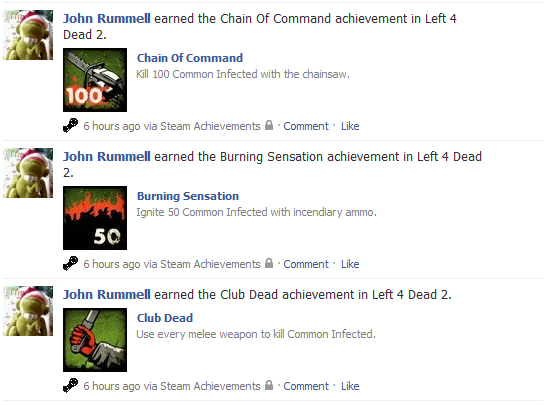 John Rummell earned the Chain Of Command achievement in Left 4
Dead 2.
Chain Of Command
Kill 100 Common Infected with the chainsaw.
100
6 hours ago via Steam Achievements · Comment · Like
John Rummell earned the Burning Sensation achievement in Left 4 Dead
2.
Burning Sensation
Ignite 50 Common Infected with incendiary ammo.
50
6 hours ago via Steam Achievements · Comment · Like
John Rummell earned the Club Dead achievement in Left 4 Dead 2.
Club Dead
Use every melee weapon to kill Common Infected.
6 hours ago via Steam Achievements · Comment · Like